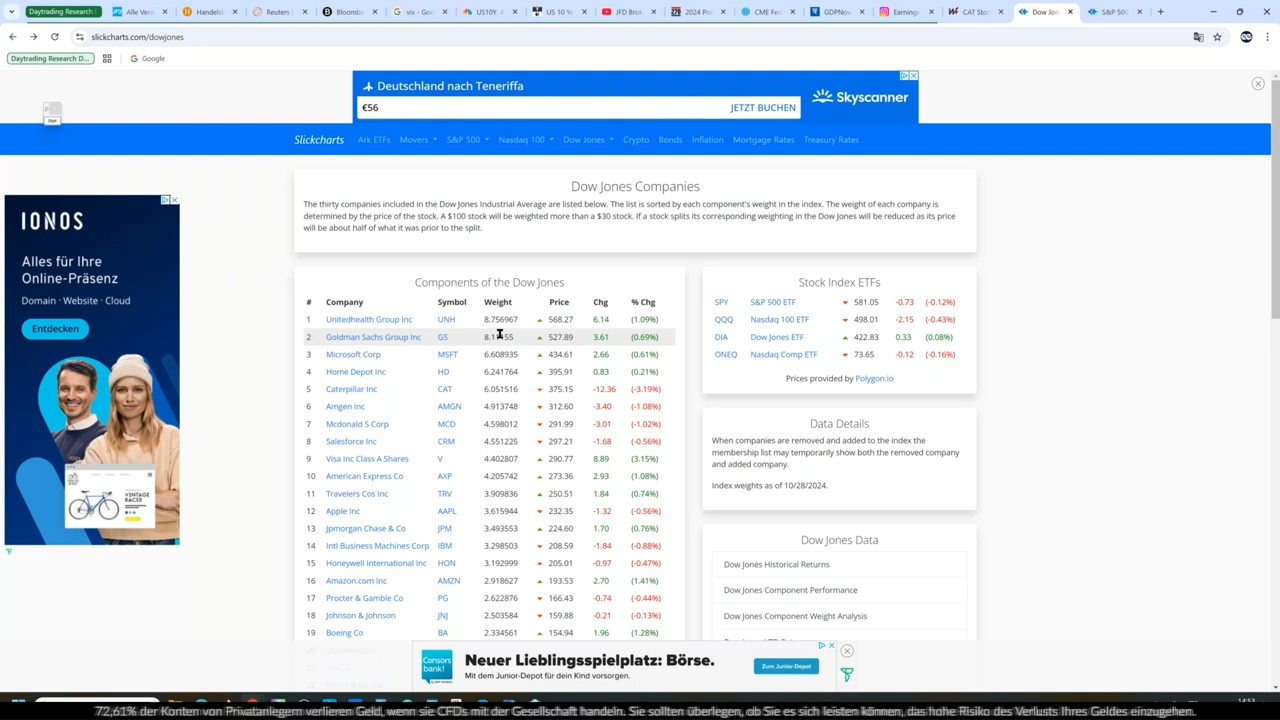 Daytrading Research
Alle Ver
Handels
Reuters
Bloomb
vix - Goo
US10Y:
US 10 Y
JFD Bro
2024 Pre
CME Fed
GDPNow
Earning
CAT Sto
Dow Jon
S&P 500
slickcharts.com/dowjones
Daytrading Research D...
Google
Deutschland nach Teneriffa
€56
JETZT BUCHEN
Skyscanner
Start
Slickcharts
Ark ETFs
Movers
S&P 500
Nasdaq 100
Dow Jones
Crypto
Bonds
Inflation
Mortgage Rates
Treasury Rates
Dow Jones Companies
The thirty companies included in the Dow Jones Industrial Average are listed below. The list is sorted by each component's weight in the index. The weight of each company is
determined by the price of the stock. A $100 stock will be weighted more than a $30 stock. If a stock splits its corresponding weighting in the Dow Jones will be reduced as its price
will be about half of what it was prior to the split.
IONOS
Alles für Ihre
Online-Präsenz
Domain · Website · Cloud
Entdecken
VINTAGE
RACER
Components of the Dow Jones
# Company Symbol Weight Price Chg % Chg
1 Unitedhealth Group Inc UNH 8.756967 568.27 6.14 (1.09%)
2 Goldman Sachs Group Inc GS 527.89 3.61 (0.69%)
3 Microsoft Corp MSFT 6.608935 434.61 2.66 (0.61%)
4 Home Depot Inc HD 6.241764 395.91 0.83 (0.21%)
5 Caterpillar Inc CAT 6.051516 375.15 -12.36 (-3.19%)
6 Amgen Inc AMGN 4.913748 312.60 -3.40 (-1.08%)
7 Mcdonald S Corp MCD 4.598012 291.99 -3.01 (-1.02%)
8 Salesforce Inc CRM 4.551225 297.21 -1.68 (-0.56%)
9 Visa Inc Class A Shares V 4.402807 290.77 8.89 (3.15%)
10 American Express Co AXP 4.205742 273.36 2.93 (1.08%)
11 Travelers Cos Inc TRV 3.909836 250.51 1.84 (0.74%)
12 Apple Inc AAPL 3.615944 232.35 -1.32 (-0.56%)
13 Jpmorgan Chase & Co JPM 3.493553 224.60 1.70 (0.76%)
14 Intl Business Machines Corp IBM 3.298503 208.59 -1.84 (-0.88%)
15 Honeywell International Inc HON 3.192999 205.01 -0.97 (-0.47%)
16 Amazon.com Inc AMZN 2.918627 193.53 2.70 (1.41%)
17 Procter & Gamble Co PG 2.622876 166.43 -0.74 (-0.44%)
18 Johnson & Johnson JNJ 2.503584 159.88 -0.21 (-0.13%)
19 Boeing Co BA 2.334561 154.94 1.96 (1.28%)
Stock Index ETFs
SPY S&P 500 ETF 581.05 -0.73 (-0.12%)
QQQ Nasdaq 100 ETF 498.01 -2.15 (-0.43%)
DIA Dow Jones ETF 422.83 0.33 (0.08%)
ONEQ Nasdaq Comp ETF 73.65 -0.12 (-0.16%)
Prices provided by Polygon.io
Data Details
When companies are removed and added to the index the
membership list may temporarily show both the removed company
and added company.
Index weights as of 10/28/2024.
Dow Jones Data
Dow Jones Historical Returns
Dow Jones Component Performance
Dow Jones Component Weight Analysis
Consors
bank!
Neuer Lieblingsspielplatz: Börse.
Mit dem Junior-Depot für dein Kind vorsorgen.
Zum Junior-Depot
72,61% der Konten von Privatanlegern verlieren Geld, wenn sie CFDs mit der Gesellschaft handeln. Sie sollten überlegen, ob Sie es sich leisten können, das hohe Risiko des Verlusts Ihres Geldes einzugehen.